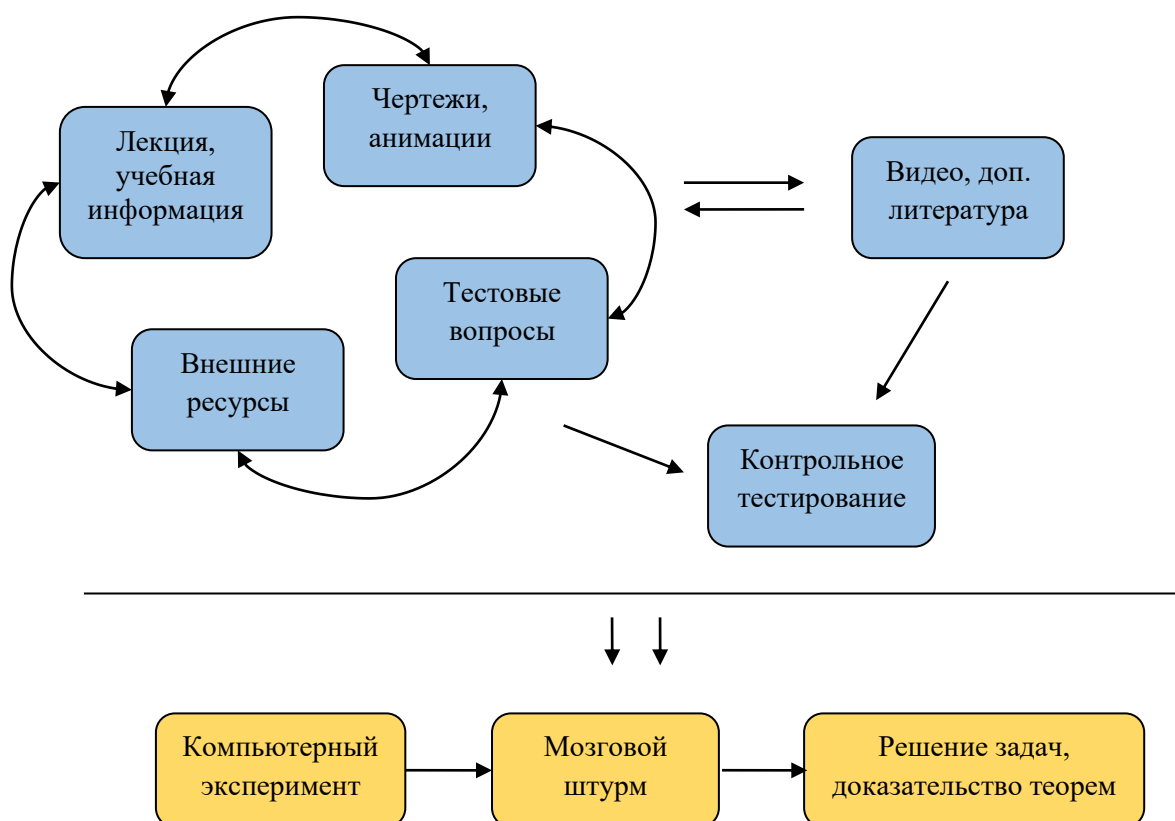 Чертежи,
анимации
Лекция,
учебная
информация
Видео, доп.
литература
Тестовые
вопросы
Внешние
ресурсы
Контрольное
тестирование
Компьютерный
эксперимент
Мозговой
штурм
Решение задач,
доказательство теорем